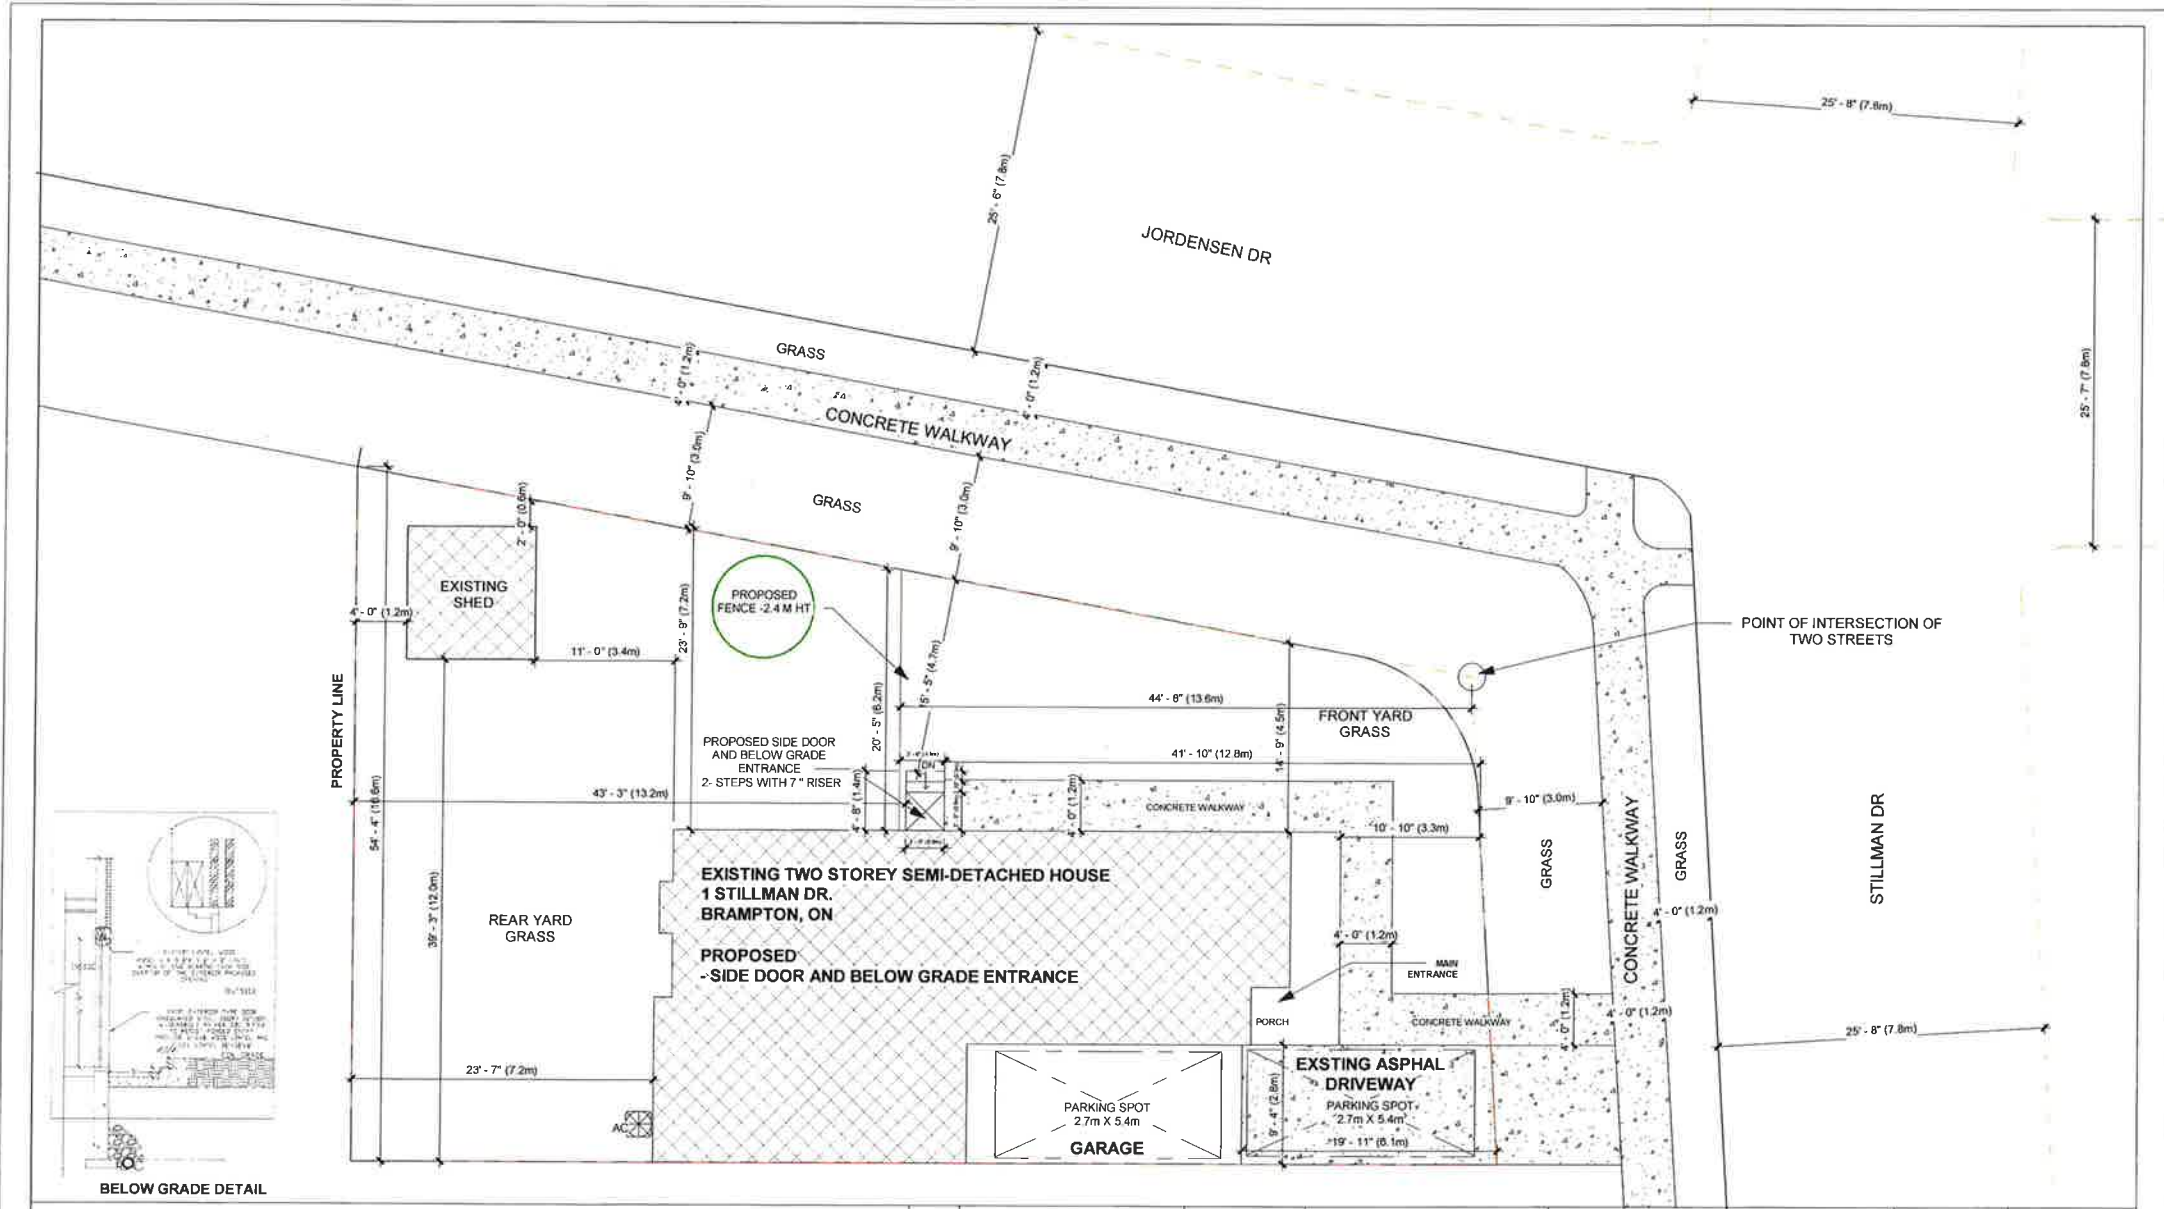 25' - 8" (7.8m)
25' - 6" (7.8m)
JORDENSEN DR
25' - 7" (7.8m)
GRASS
4' - 0" (1.2m)
4' - 0" (1.2m)
CONCRETE WALKWAY
9' - 10" (3.0m)
GRASS
9' - 10" (3.0m)
2' - 0" (0.6m)
EXISTING
SHED
4' - 0" (1.2m)
PROPOSED
FENCE -2.4 M HT
23' - 9" (7.2m)
11' - 0" (3.4m)
POINT OF INTERSECTION OF
TWO STREETS
15' - 5" (4.7m)
44' - 8" (13.6m)
20' - 5" (6.2m)
FRONT YARD
GRASS
14' - 9" (4.5m)
PROPERTY LINE
PROPOSED SIDE DOOR
AND BELOW GRADE
ENTRANCE
2- STEPS WITH 7" RISER
DN
41' - 10" (12.8m)
43' - 3" (13.2m)
4' - 8" (1.4m)
4' - 0" (1.2m)
CONCRETE WALKWAY
9' - 10" (3.0m)
10' - 10" (3.3m)
54' - 4" (16.6m)
39' - 3" (12.0m)
GRASS
CONCRETE WALKWAY
GRASS
STILLMAN DR
EXISTING TWO STOREY SEMI-DETACHED HOUSE
1 STILLMAN DR.
BRAMPTON, ON
PROPOSED
- SIDE DOOR AND BELOW GRADE ENTRANCE
REAR YARD
GRASS
4' - 0" (1.2m)
4' - 0" (1.2m)
MAIN
ENTRANCE
PORCH
CONCRETE WALKWAY
4' - 0" (1.2m)
4' - 0" (1.2m)
25' - 8" (7.8m)
23' - 7" (7.2m)
AC
PARKING SPOT
2.7m X 5.4m
GARAGE
9' - 4" (2.8m)
EXSTING ASPHAL
DRIVEWAY
PARKING SPOT
2.7m X 5.4m
19' - 11" (6.1m)
BELOW GRADE DETAIL